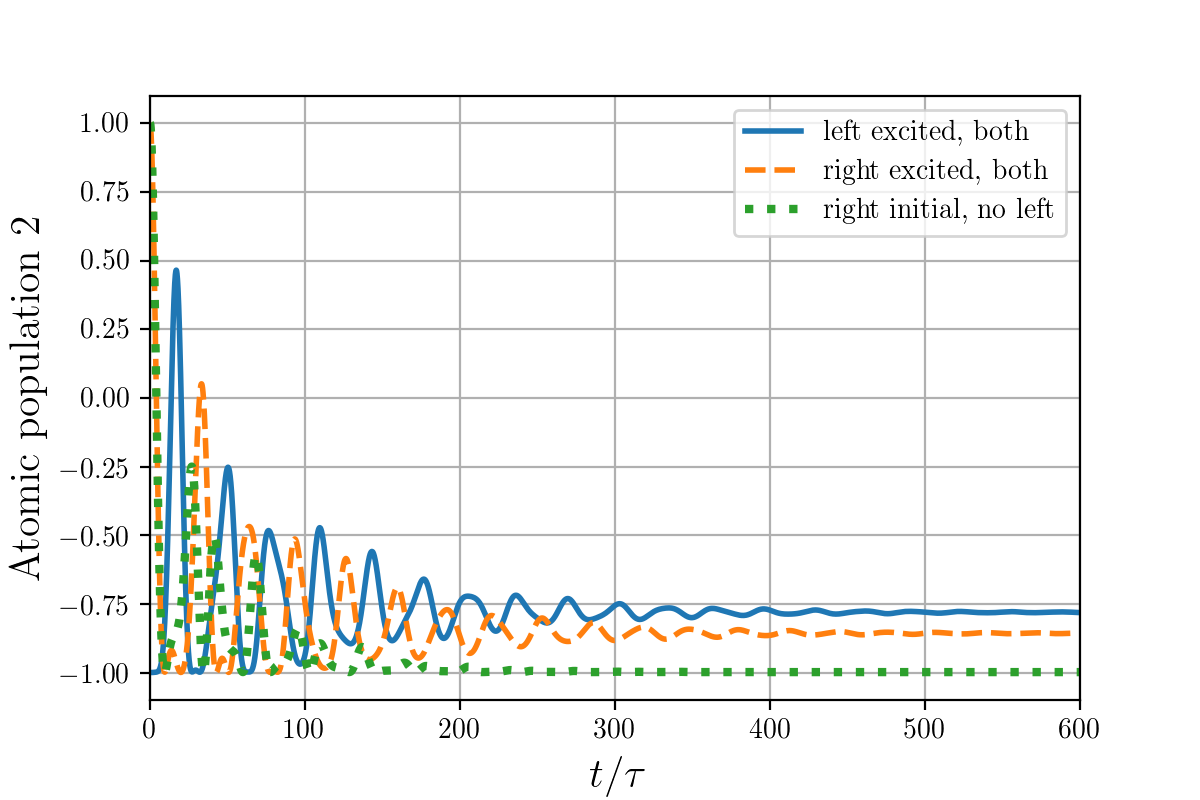 Atomic population 2
1.00
0.75
0.50
0.25
0.00
−0.25
−0.50
−0.75
−1.00
left excited, both
right excited, both
right initial, no left
0 100 200 300 400 500 600
t/τ